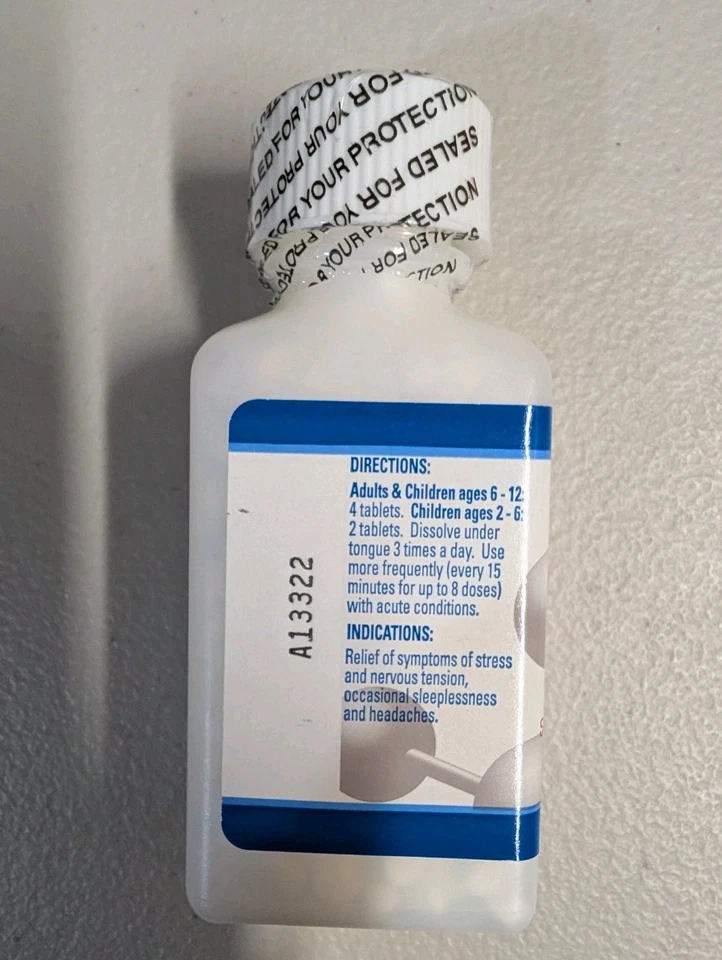 SEALED FOR YOUR PROTECTION
SEALED FOR YOUR PROTECTION
DIRECTIONS:
Adults & Children ages 6 - 12:
4 tablets. Children ages 2 - 6:
2 tablets. Dissolve under
tongue 3 times a day. Use
more frequently (every 15
minutes for up to 8 doses)
with acute conditions.
INDICATIONS:
Relief of symptoms of stress
and nervous tension,
occasional sleeplessness
and headaches.
A13322